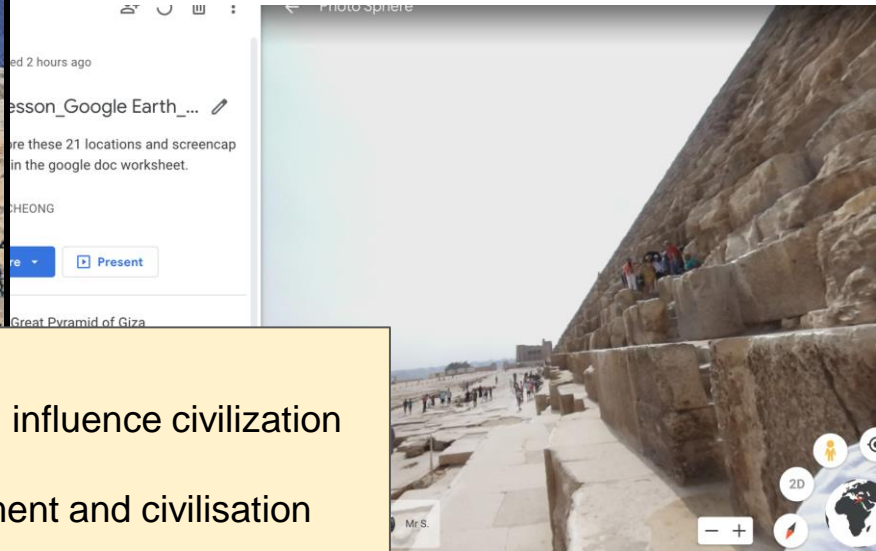 Photo Sphere
ed 2 hours ago
esson_Google Earth_...
ore these 21 locations and screencap
in the google doc worksheet.
CHEONG
re
Present
Great Pyramid of Giza
influence civilization
ment and civilisation
Mr S.
2D